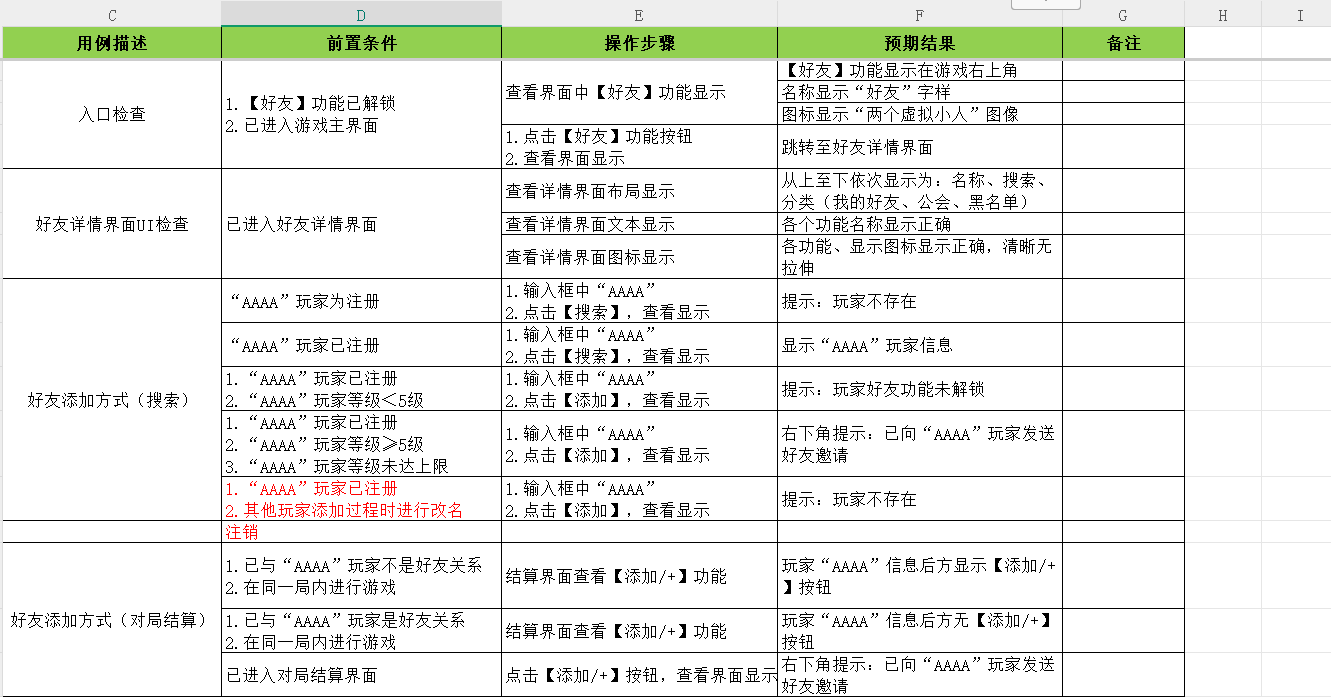 C D E F G H I
用例描述 前置条件 操作步骤 预期结果 备注
入口检查
1.【好友】功能已解锁
2.已进入游戏主界面
查看界面中【好友】功能显示
【好友】功能显示在游戏右上角
名称显示“好友”字样
图标显示“两个虚拟小人”图像
1.点击【好友】功能按钮
2.查看界面显示
跳转至好友详情界面
好友详情界面UI检查
已进入好友详情界面
查看详情界面布局显示
从上至下依次显示为：名称、搜索、
分类（我的好友、公会、黑名单）
查看详情界面文本显示
各个功能名称显示正确
查看详情界面图标显示
各功能、显示图标显示正确，清晰无
拉伸
好友添加方式（搜索）
“AAAA”玩家为注册
1.输入框中“AAAA”
2.点击【搜索】，查看显示
提示：玩家不存在
“AAAA”玩家已注册
1.输入框中“AAAA”
2.点击【搜索】，查看显示
显示“AAAA”玩家信息
1.“AAAA”玩家已注册
2.“AAAA”玩家等级＜5级
1.输入框中“AAAA”
2.点击【添加】，查看显示
提示：玩家好友功能未解锁
1.“AAAA”玩家已注册
2.“AAAA”玩家等级≥5级
3.“AAAA”玩家等级未达上限
1.输入框中“AAAA”
2.点击【添加】，查看显示
右下角提示：已向“AAAA”玩家发送
好友邀请
1.“AAAA”玩家已注册
2.其他玩家添加过程时进行改名
1.输入框中“AAAA”
2.点击【添加】，查看显示
提示：玩家不存在
注销
好友添加方式（对局结算）
1.已与“AAAA”玩家不是好友关系
2.在同一局内进行游戏
结算界面查看【添加/+】功能
玩家“AAAA”信息后方显示【添加/+
】按钮
1.已与“AAAA”玩家是好友关系
2.在同一局内进行游戏
结算界面查看【添加/+】功能
玩家“AAAA”信息后方无【添加/+】
按钮
已进入对局结算界面
点击【添加/+】按钮，查看界面显示
右下角提示：已向“AAAA”玩家发送
好友邀请